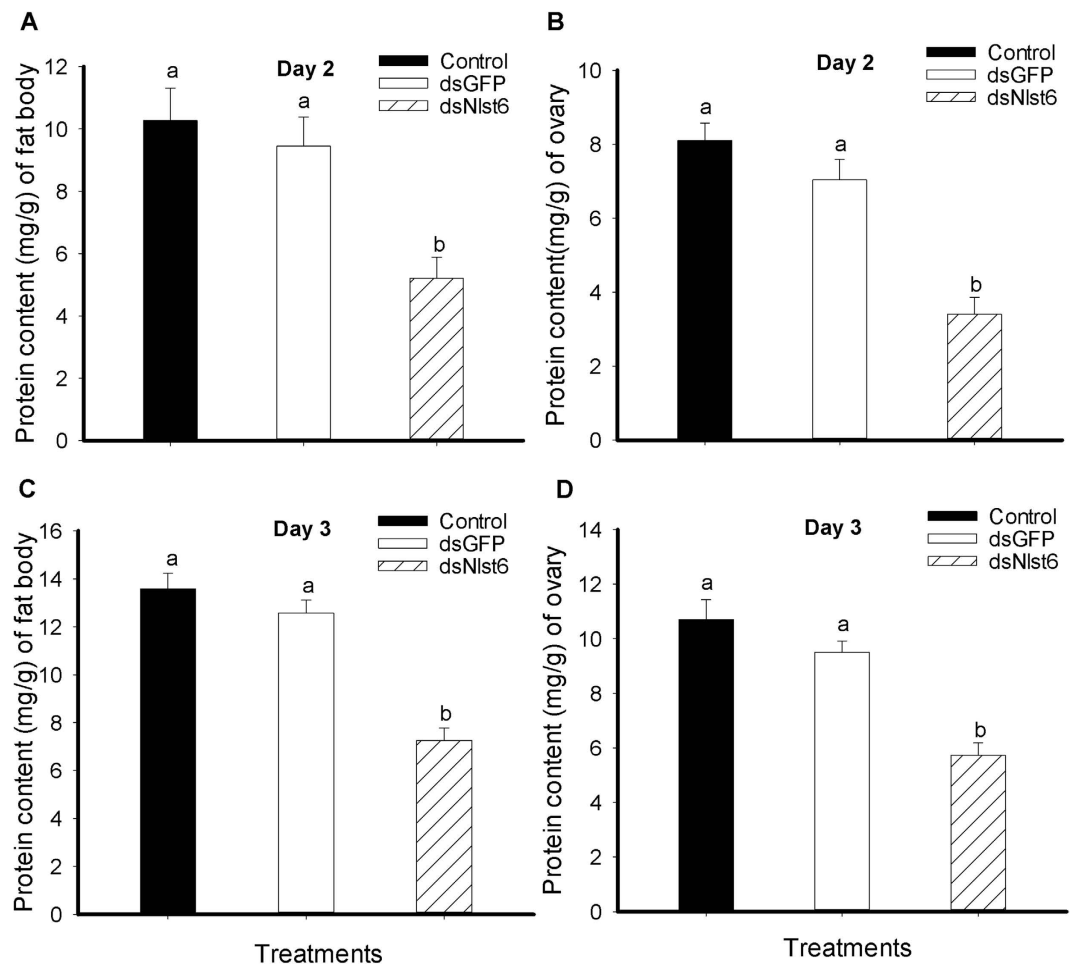 A
Day 2
Control
dsGFP
dsNlst6
Protein content (mg/g) of fat body
12
10
8
6
4
2
0
a
a
b
B
Day 2
Control
dsGFP
dsNlst6
Protein content(mg/g) of ovary
10
8
6
4
2
0
a
a
b
C
Day 3
Control
dsGFP
dsNlst6
Protein content (mg/g) of fat body
16
14
12
10
8
6
4
2
0
a
a
b
Treatments
D
Day 3
Control
dsGFP
dsNlst6
Protein content (mg/g) of ovary
14
12
10
8
6
4
2
0
a
a
b
Treatments